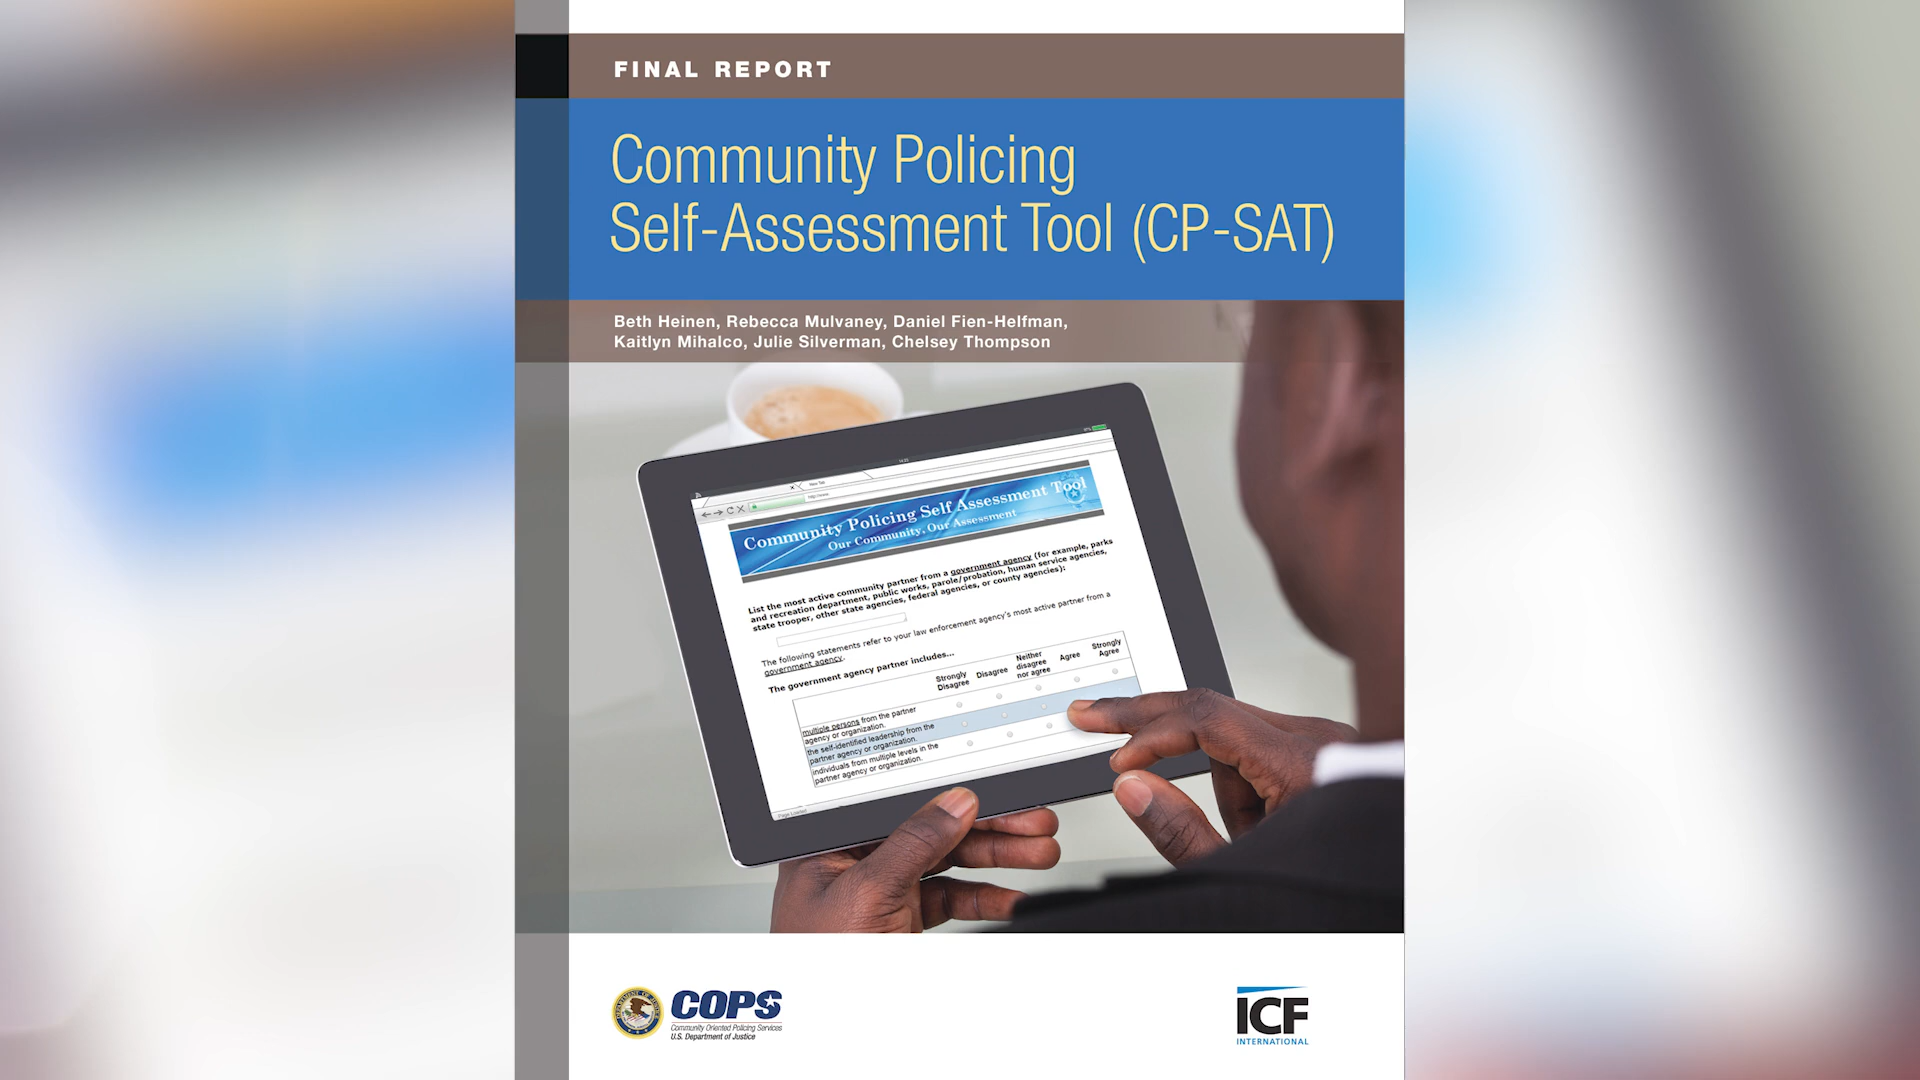 FINAL REPORT
Community Policing
Self-Assessment Tool (CP-SAT)
Beth Heinen, Rebecca Mulvaney, Daniel Fien-Helfman,
Kaitlyn Mihalco, Julie Silverman, Chelsey Thompson
New Tab
http://www
Community Policing Self Assessment Tool
Our Community, Our Assessment
List the most active community partner from a government agency (for example, parks
and recreation department, public works, parole/probation, human service agencies,
state trooper, other state agencies, federal agencies, or county agencies):
The following statements refer to your law enforcement agency's most active partner from a
government agency.
The government agency partner includes...
Strongly
Disagree
Disagree
Neither
disagree
nor agree
Agree
Strongly
Agree
multiple persons from the partner
agency or organization.
the self-identified leadership from the
partner agency or organization.
individuals from multiple levels in the
partner agency or organization.
Page Loaded
COPS
Community Oriented Policing Services
U.S. Department of Justice
ICF
INTERNATIONAL